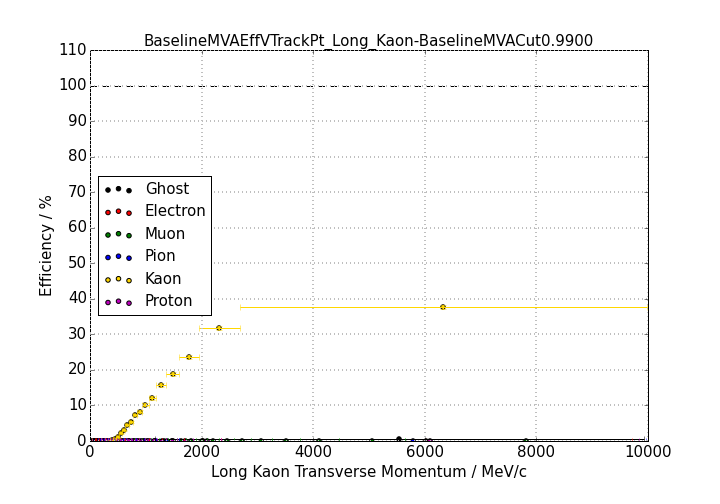 BaselineMVAEffVTrackPt_Long_Kaon-BaselineMVACut0.9900
110
100
90
80
70
60
50
40
30
20
10
0
Efficiency / %
Ghost
Electron
Muon
Pion
Kaon
Proton
0 2000 4000 6000 8000 10000
Long Kaon Transverse Momentum / MeV/c